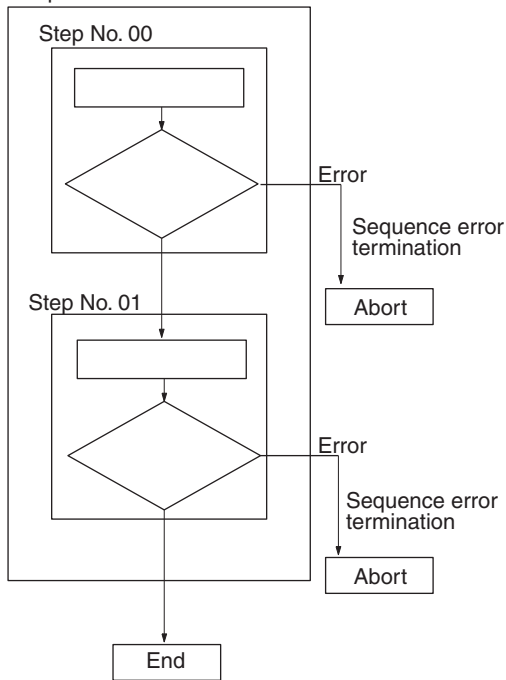 Step No. 00
Error
Sequence error
termination
Abort
Step No. 01
Error
Sequence error
termination
Abort
End